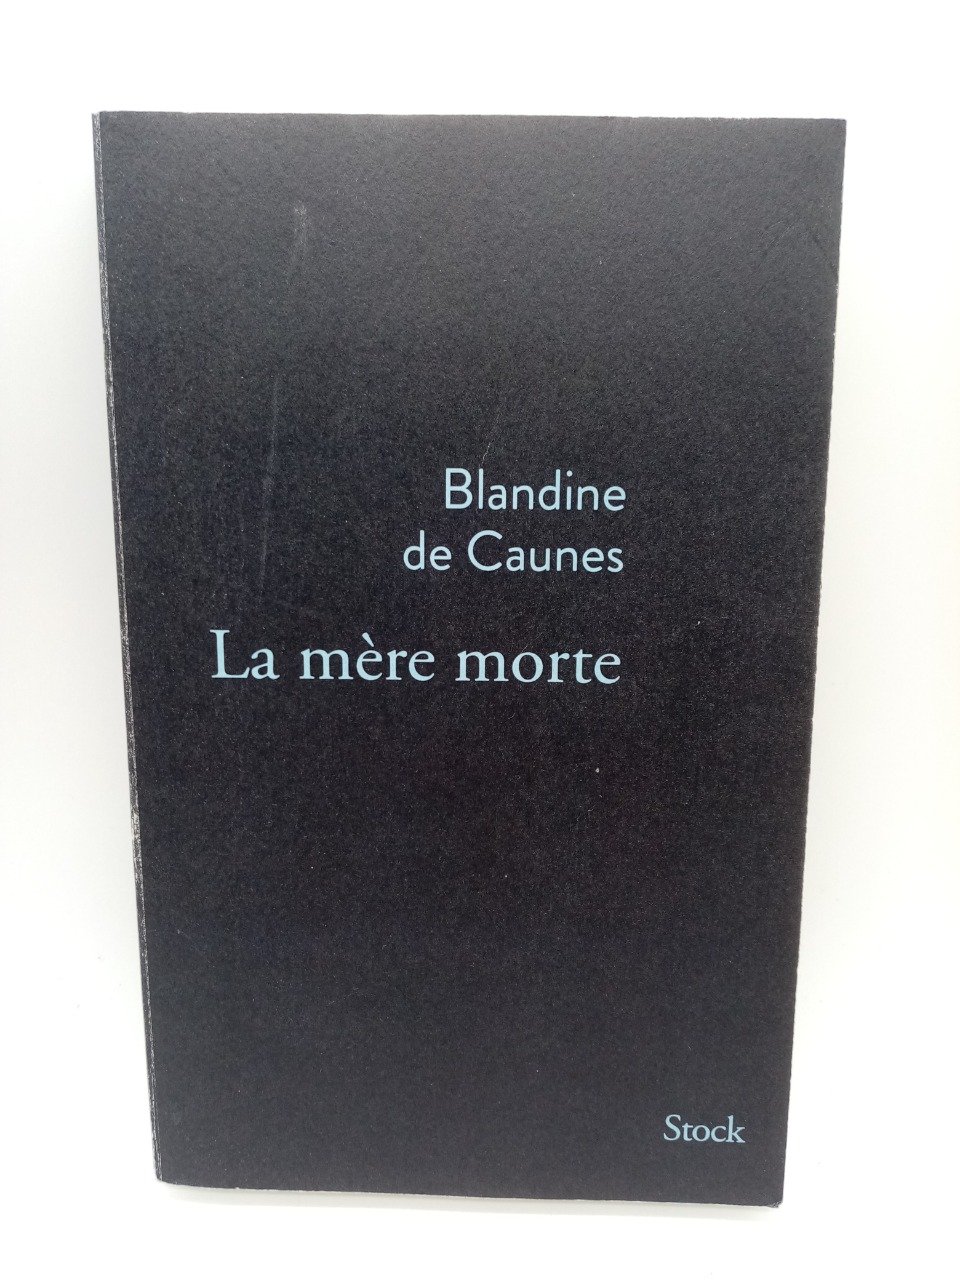 Blandine
de Caunes
La mère morte
Stock